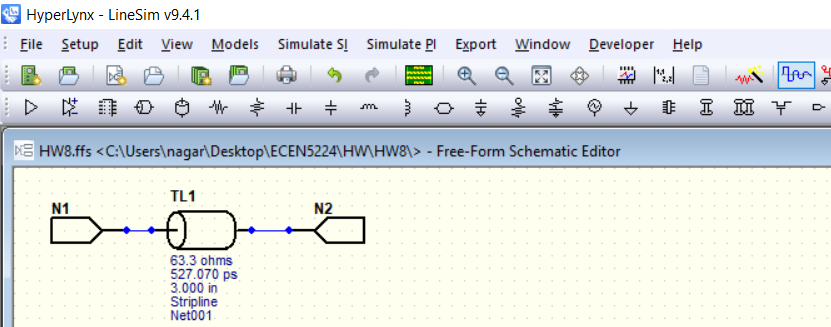 HyperLynx - LineSim v9.4.1
File Setup Edit View Models Simulate SI Simulate PI Export Window Developer Help
HW8.ffs <C:\Users\nagar\Desktop\ECEN5224\HW\HW8\> - Free-Form Schematic Editor
TL1
N1 N2
63.3 ohms
527.070 ps
3.000 in
Stripline
Net001